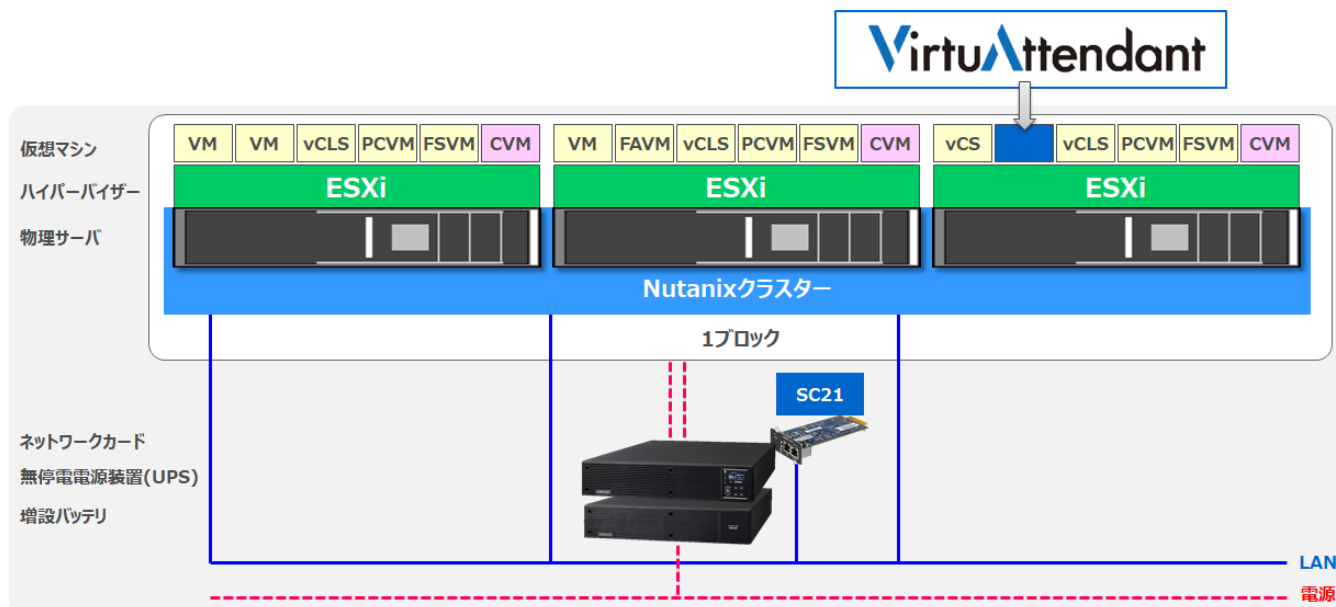 VirtuAttendant
仮想マシン
VM VM vCLS PCVM FSVM CVM VM FAVM vCLS PCVM FSVM CVM vCS vCLS PCVM FSVM CVM
ハイパーバイザー
ESXi ESXi ESXi
物理サーバ
Nutanixクラスター
1ブロック
SC21
ネットワークカード
無停電電源装置(UPS)
増設バッテリ
LAN
電源